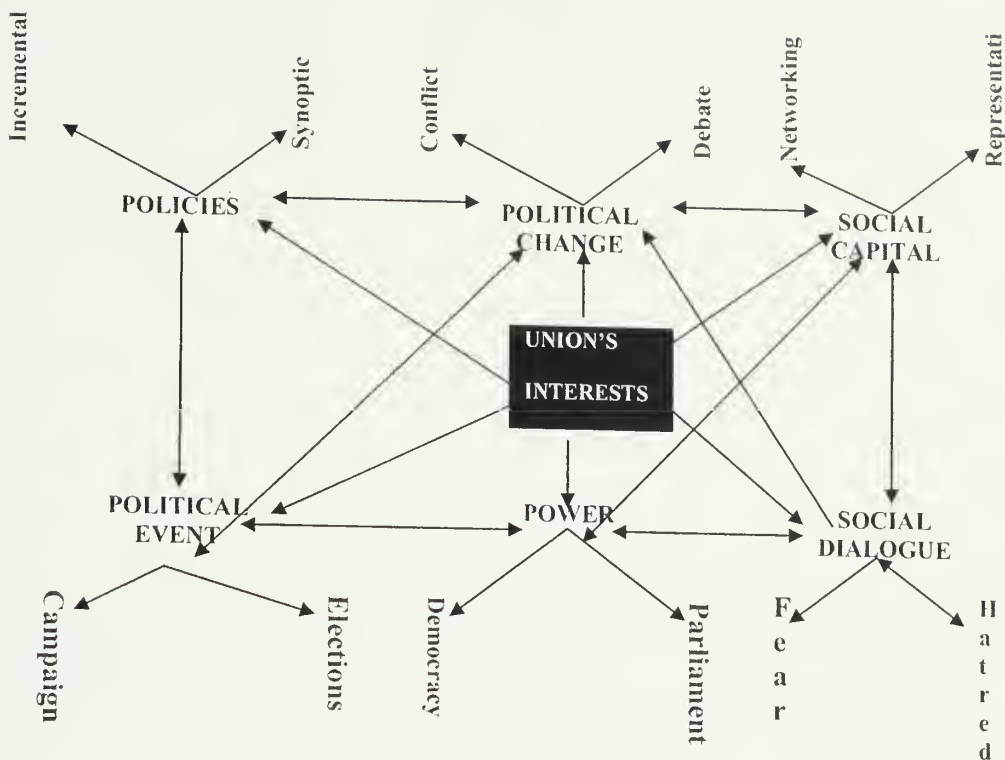 Incremental
Synoptic
Conflict
Debate
Networking
Representati
POLICIES
POLITICAL
CHANGE
SOCIAL
CAPITAL
UNION'S
INTERESTS
POLITICAL
EVENT
POWER
SOCIAL
DIALOGUE
Campaign
Elections
Democracy
Parliament
Fear
Hatred